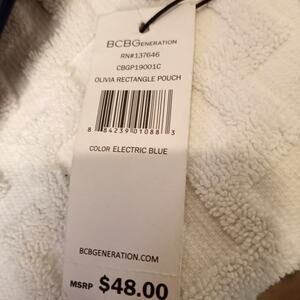 BCBGENERATION
RN#137646
CBGP19001C
OLIVIA RECTANGLE POUCH
8 84239 01088 3
COLOR ELECTRIC BLUE
BCBGENERATION.COM
MSRP $48.00